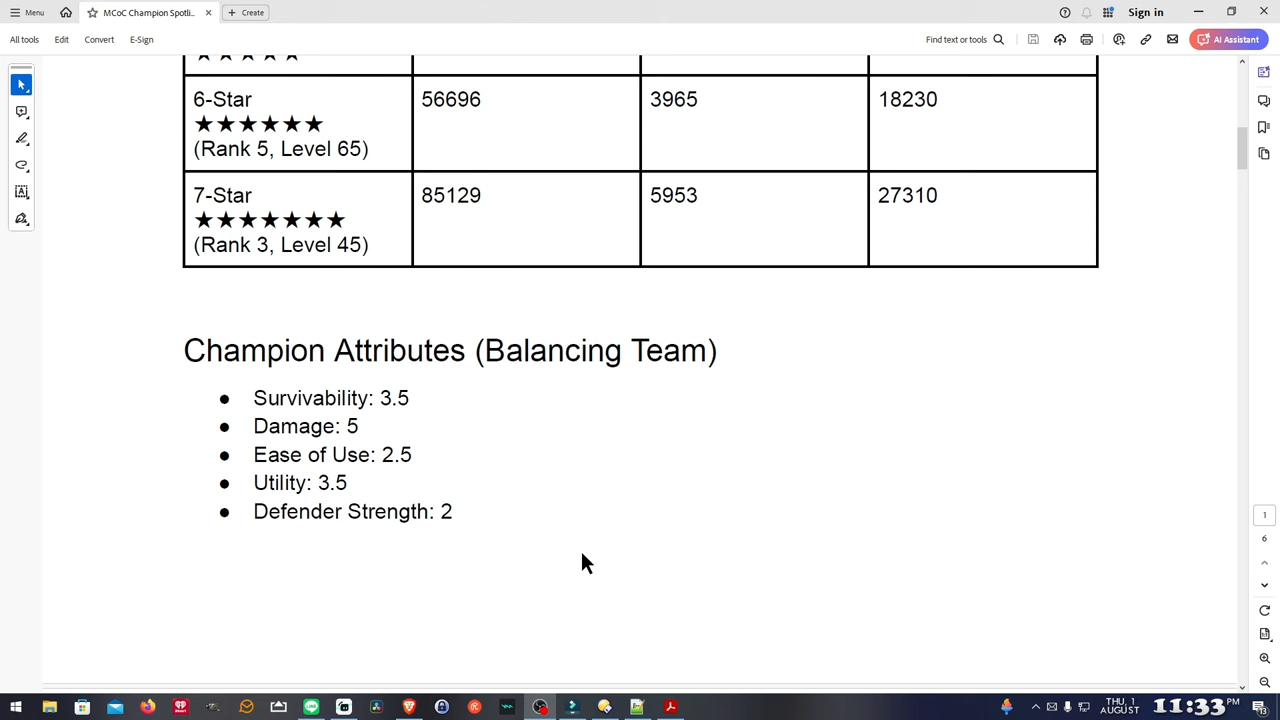 Menu
MCoC Champion Spotli...
Create
Sign in
All tools
Edit
Convert
E-Sign
Find text or tools
AI Assistant
★★★★★
6-Star
★★★★★★
(Rank 5, Level 65)
56696
3965
18230
7-Star
★★★★★★★
(Rank 3, Level 45)
85129
5953
27310
Champion Attributes (Balancing Team)
● Survivability: 3.5
● Damage: 5
● Ease of Use: 2.5
● Utility: 3.5
● Defender Strength: 2
1
6
THU, 1
AUGUST
11:33PM
13